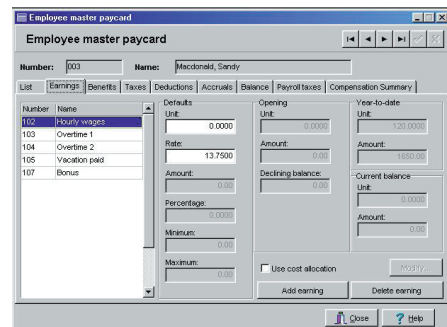 Employee master paycard
Employee master paycard
Number: 003 Name: Macdonald, Sandy
List Earnings Benefits Taxes Deductions Accruals Balance Payroll taxes Compensation Summary
Number Name
102 Hourly wages
103 Overtime 1
104 Overtime 2
105 Vacation paid
107 Bonus
Defaults
Unit:
0.0000
Rate:
13.7500
Amount:
0.00
Percentage:
0.0000
Minimum:
0.00
Maximum:
0.00
Opening
Unit:
0.0000
Amount:
0.00
Declining balance:
0.00
Year-to-date
Unit:
120.0000
Amount:
1650.00
Current balance
Unit:
0.0000
Amount:
0.00
Use cost allocation
Modify...
Add earning Delete earning
Close Help